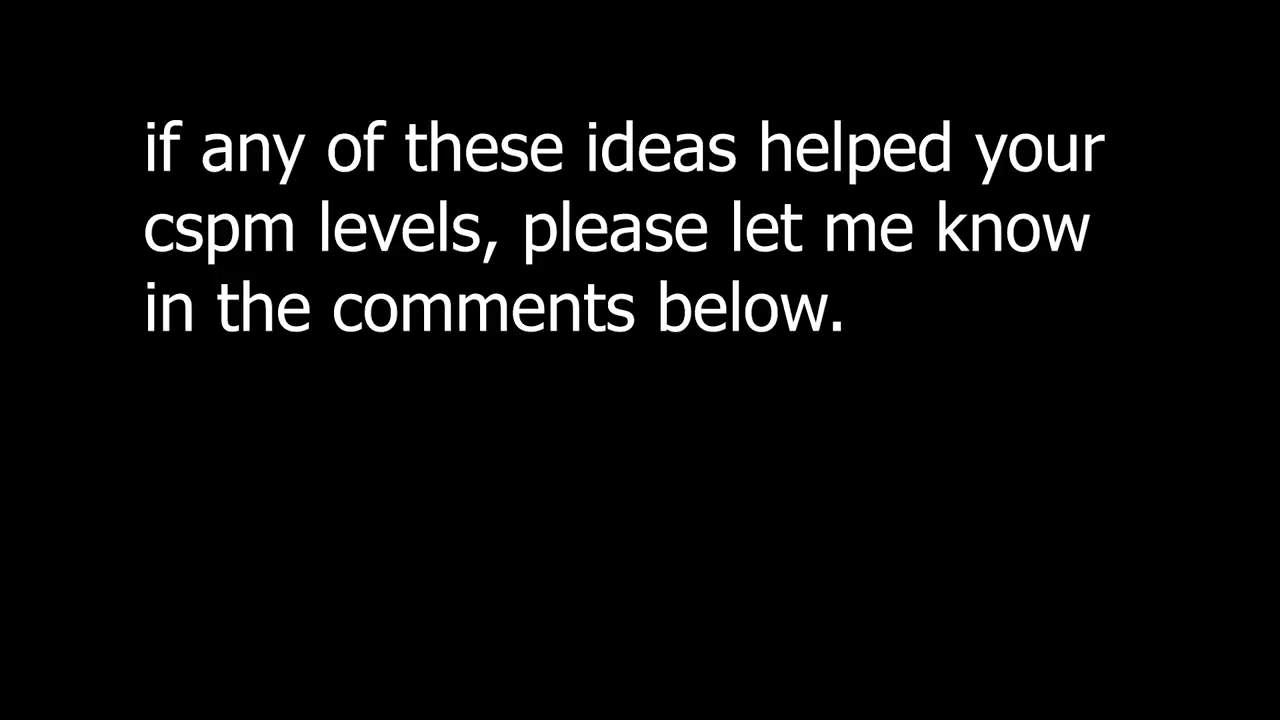 if any of these ideas helped your
cspm levels, please let me know
in the comments below.